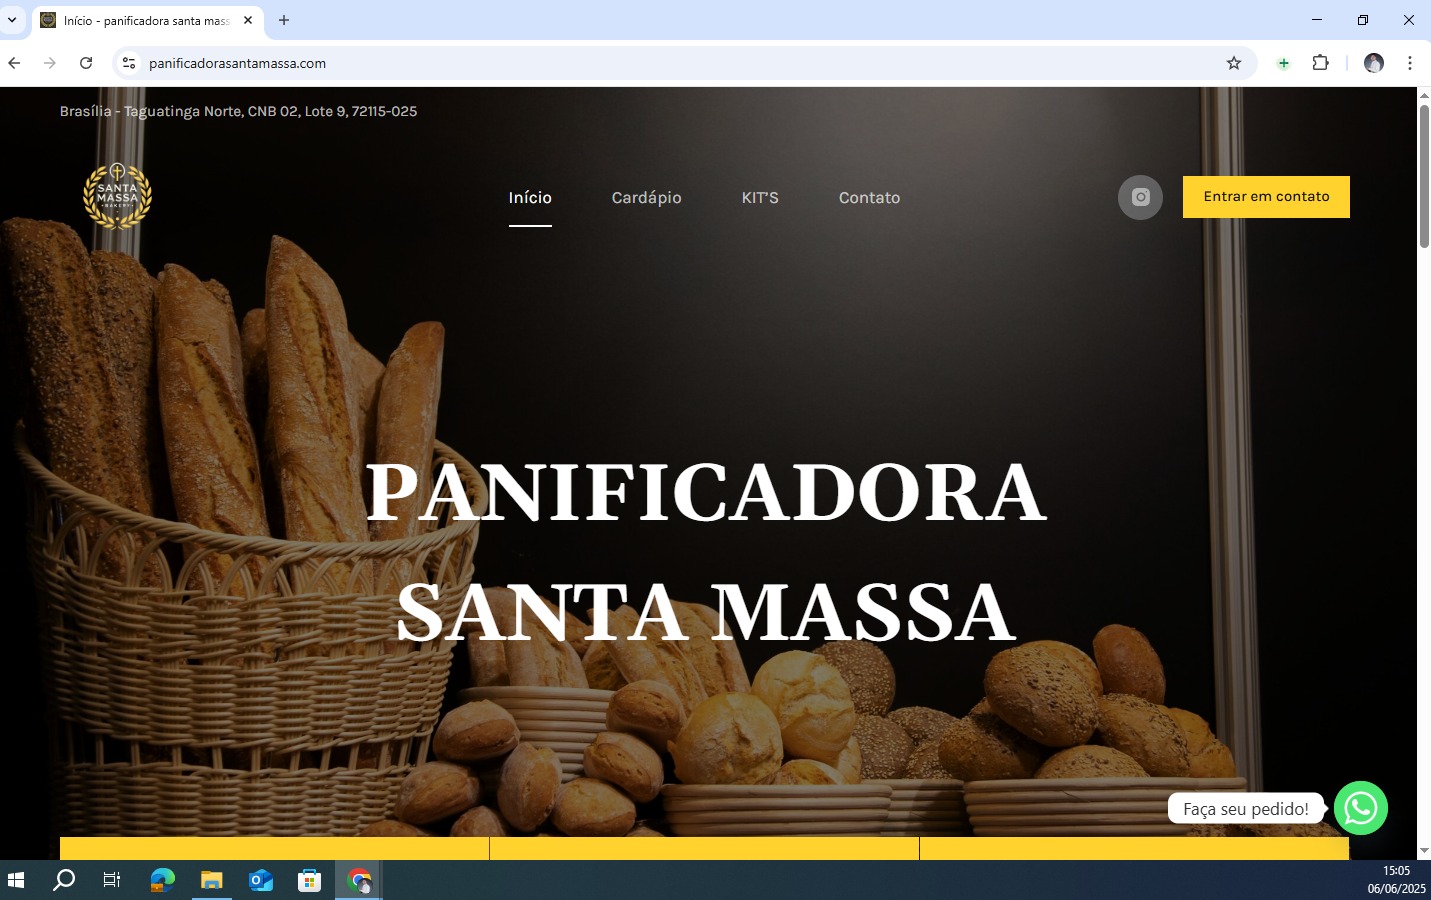 Início - panificadora santa mass
panificadorasantamassa.com
Brasília - Taguatinga Norte, CNB 02, Lote 9, 72115-025
SANTA
MASSA
BAKERY
Início
Cardápio
KIT'S
Contato
Entrar em contato
PANIFICADORA
SANTA MASSA
Faça seu pedido!
15:05
06/06/2025